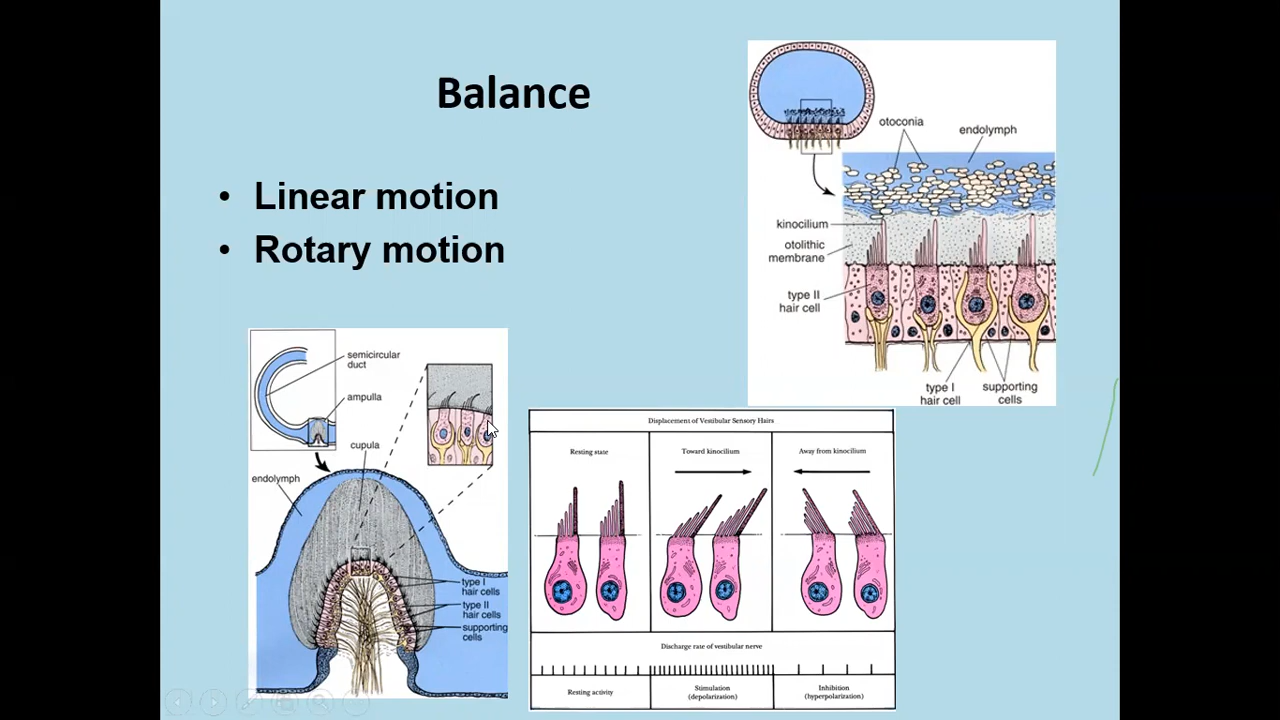 Balance
• Linear motion
• Rotary motion
otoconia
endolymph
kinocilium
otolithic
membrane
type II
hair cell
type I
hair cell
supporting
cells
semicircular
duct
ampulla
cupula
endolymph
type I
hair cells
type II
hair cells
supporting
cells
Displacement of Vestibular Sensory Hairs
Resting state
Toward kinocilium
Away from kinocilium
Discharge rate of vestibular nerve
Resting activity
Stimulation
(depolarization)
Inhibition
(hyperpolarization)